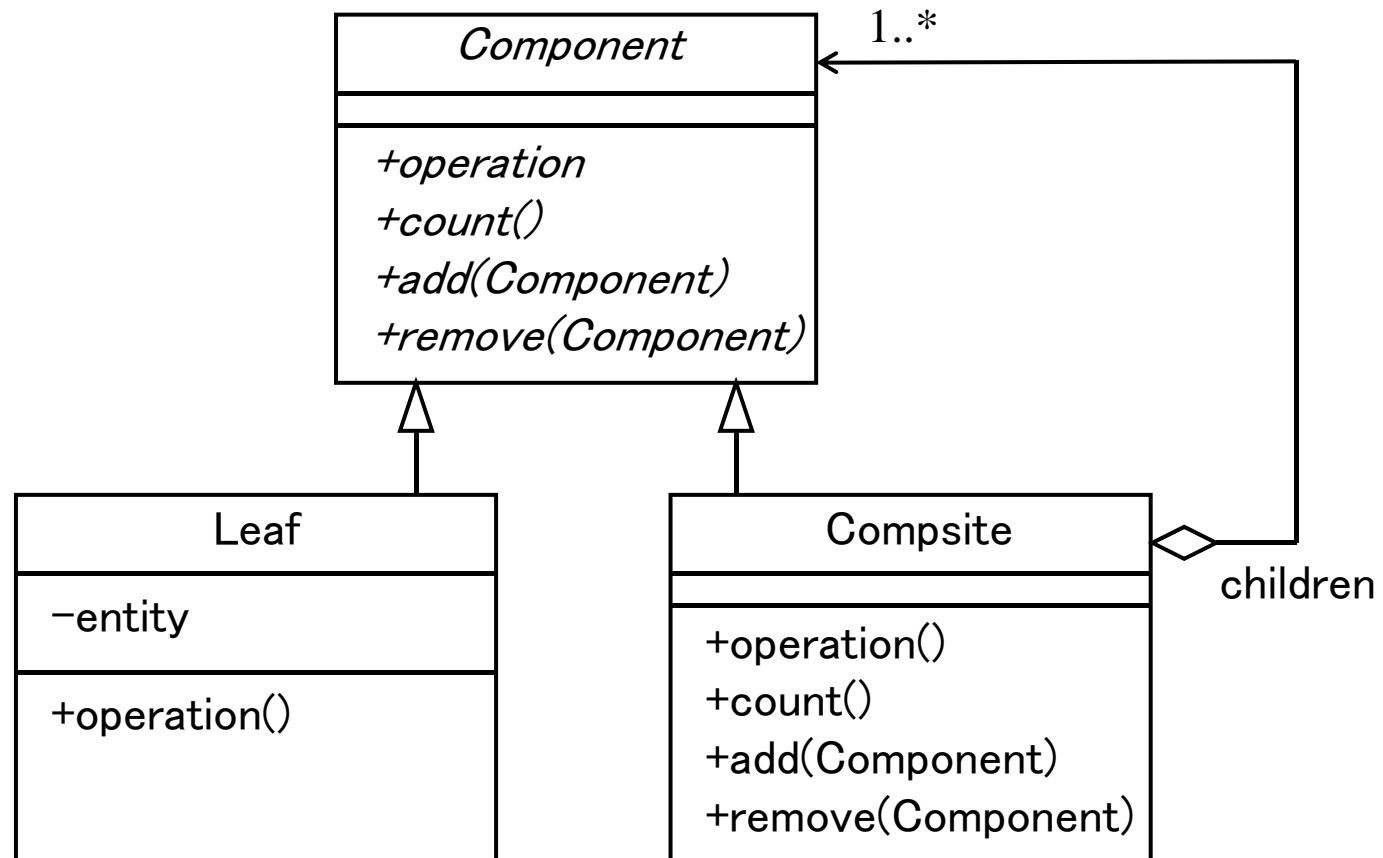 Component
1..*
+operation
+count()
+add(Component)
+remove(Component)
Leaf
-entity
+operation()
Compsite
children
+operation()
+count()
+add(Component)
+remove(Component)